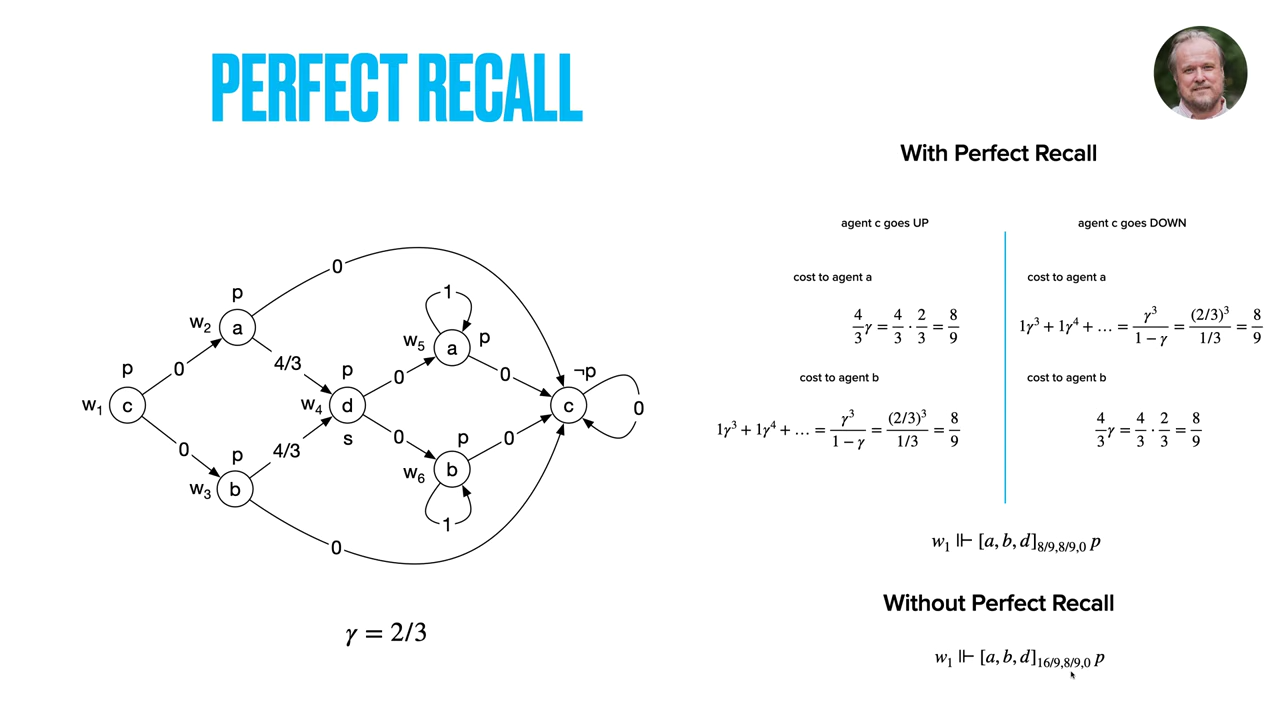 PERFECT RECALL
With Perfect Recall
agent c goes UP
agent c goes DOWN
cost to agent a
cost to agent a
4/3 γ = 4/3 · 2/3 = 8/9
1γ³ + 1γ⁴ + … = γ³/(1 − γ) = (2/3)³/(1/3) = 8/9
cost to agent b
cost to agent b
1γ³ + 1γ⁴ + … = γ³/(1 − γ) = (2/3)³/(1/3) = 8/9
4/3 γ = 4/3 · 2/3 = 8/9
w₁ ⊩ [a, b, d]8/9,8/9,0 p
Without Perfect Recall
w₁ ⊩ [a, b, d]16/9,8/9,0 p
0
p
w₂ a
1
w₅ a p
4/3
0
p
p
0
0
¬p
w₁ c
w₄ d
c
0
s
0
0
4/3
p
p
0
w₃ b
w₆ b
1
0
γ = 2/3